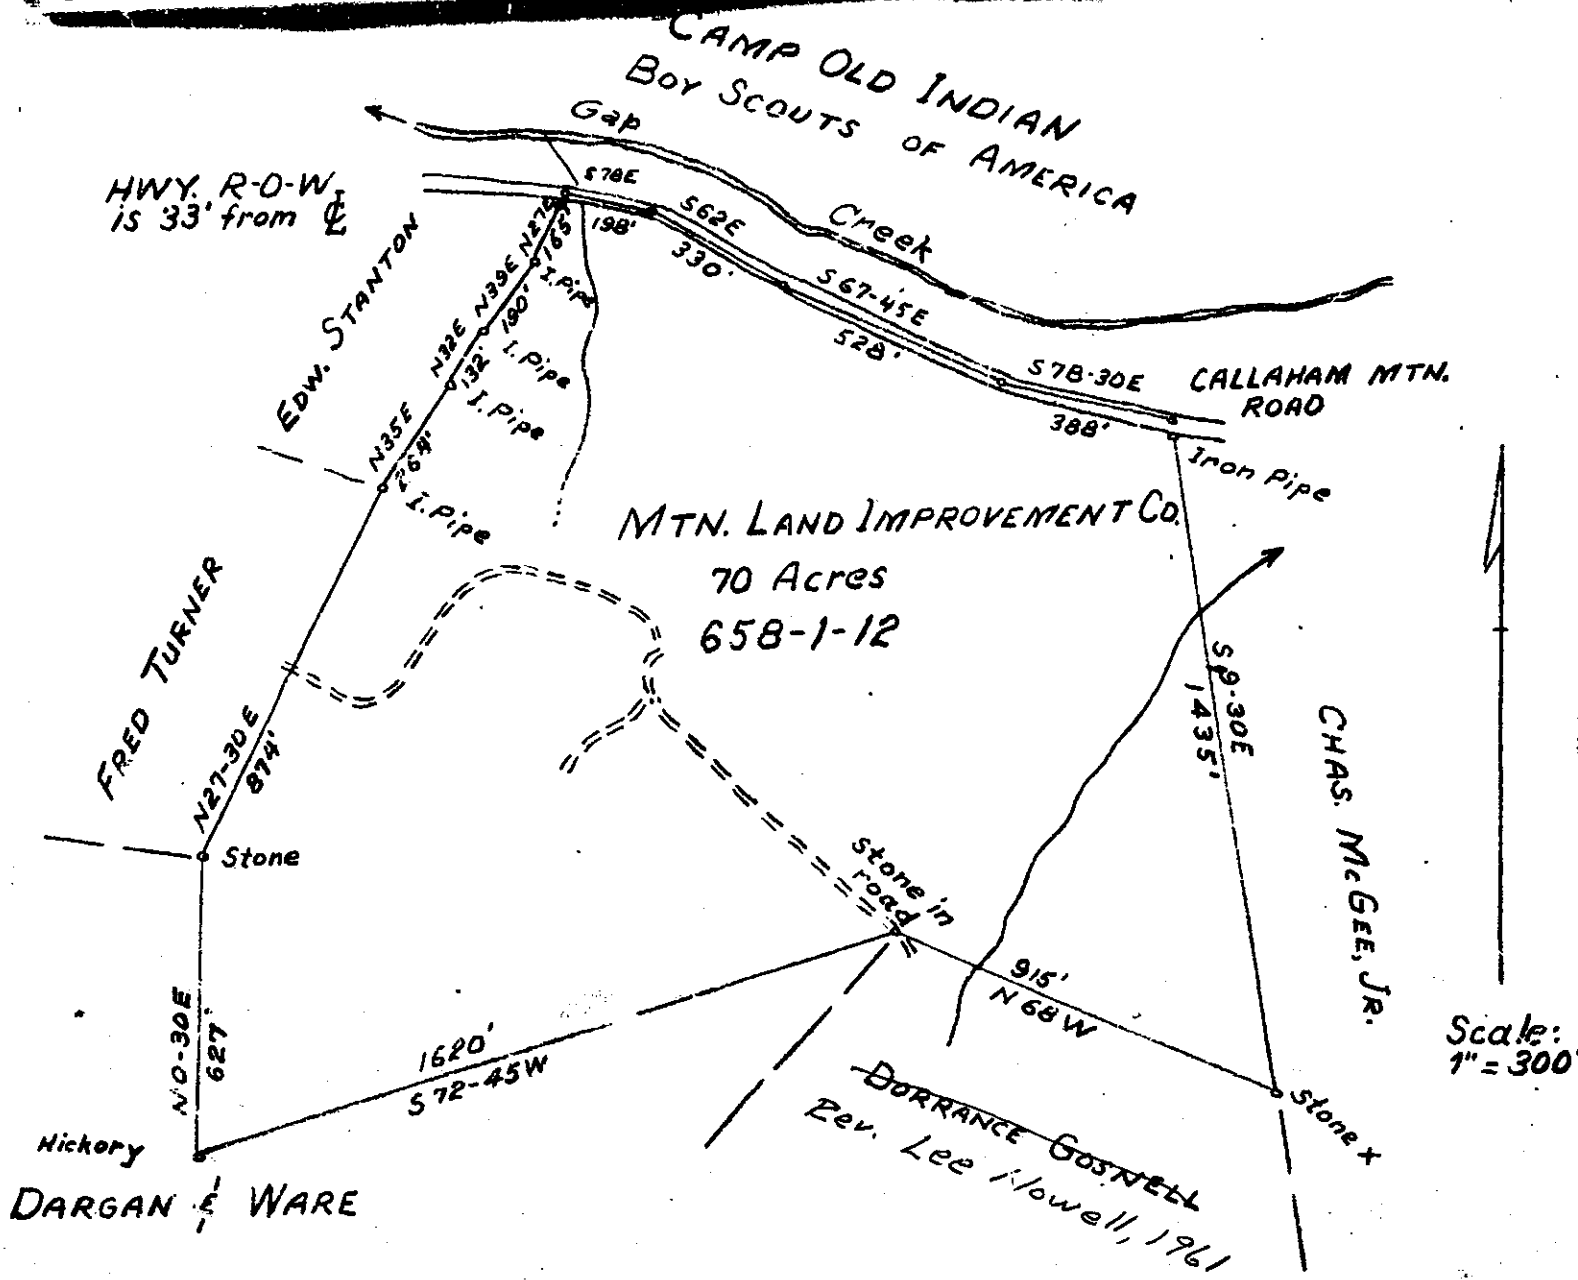 CAMP OLD INDIAN
BOY SCOUTS OF AMERICA
Gap
Creek
HWY. R-O-W
is 33' from ℄
EDW. STANTON
S78E
198'
S62E
330'
S 67-45E
528'
S 78-30E
388'
CALLAHAM MTN.
ROAD
Iron Pipe
165'
I. Pipe
N39E
190'
I. Pipe
N32E
132'
I. Pipe
N35E
264'
I. Pipe
MTN. LAND IMPROVEMENT CO.
70 Acres
658-1-12
FRED TURNER
N27-30E
874'
Stone
S 9-30E
1435'
CHAS. McGEE, JR.
stone in
road
915'
N 68 W
N0-30E
627'
1620'
S 72-45W
Hickory
DARGAN & WARE
DORRANCE GOSNELL
Rev. Lee Howell, 1961
Stone +
Scale:
1" = 300'